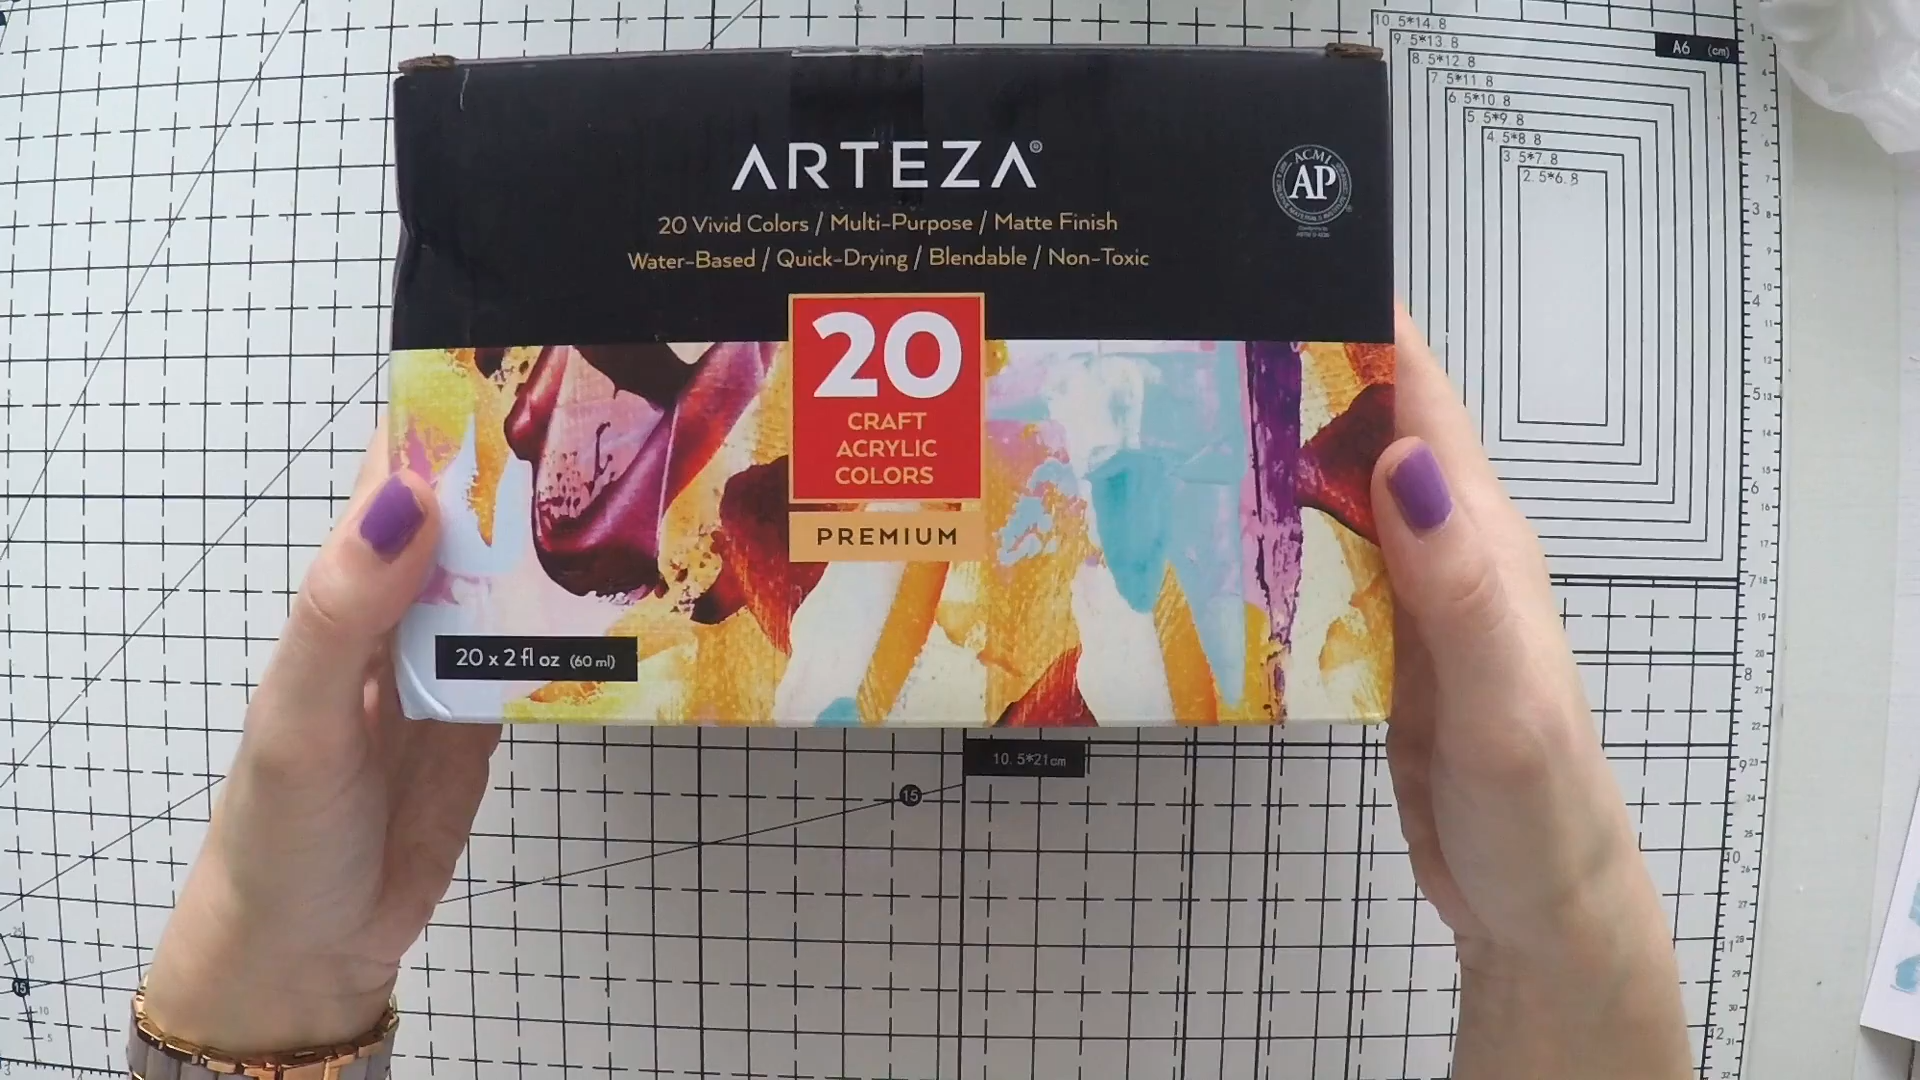 ARTEZA®
20 Vivid Colors / Multi-Purpose / Matte Finish
Water-Based / Quick-Drying / Blendable / Non-Toxic
ACMI
AP
20
CRAFT
ACRYLIC
COLORS
PREMIUM
20 x 2 fl oz (60 ml)
10.5*14.8
9.5*13.8
8.5*12.8
7.5*11.8
6.5*10.8
5.5*9.8
4.5*8.8
3.5*7.8
2.5*6.8
A6 (cm)
10.5*21cm
15
15